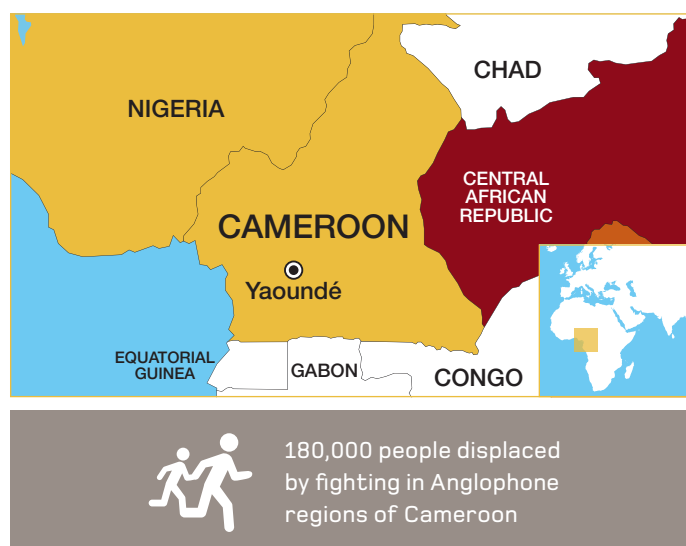 CHAD
NIGERIA
CENTRAL
AFRICAN
REPUBLIC
CAMEROON
Yaoundé
EQUATORIAL
GUINEA
GABON
CONGO
180,000 people displaced
by fighting in Anglophone
regions of Cameroon